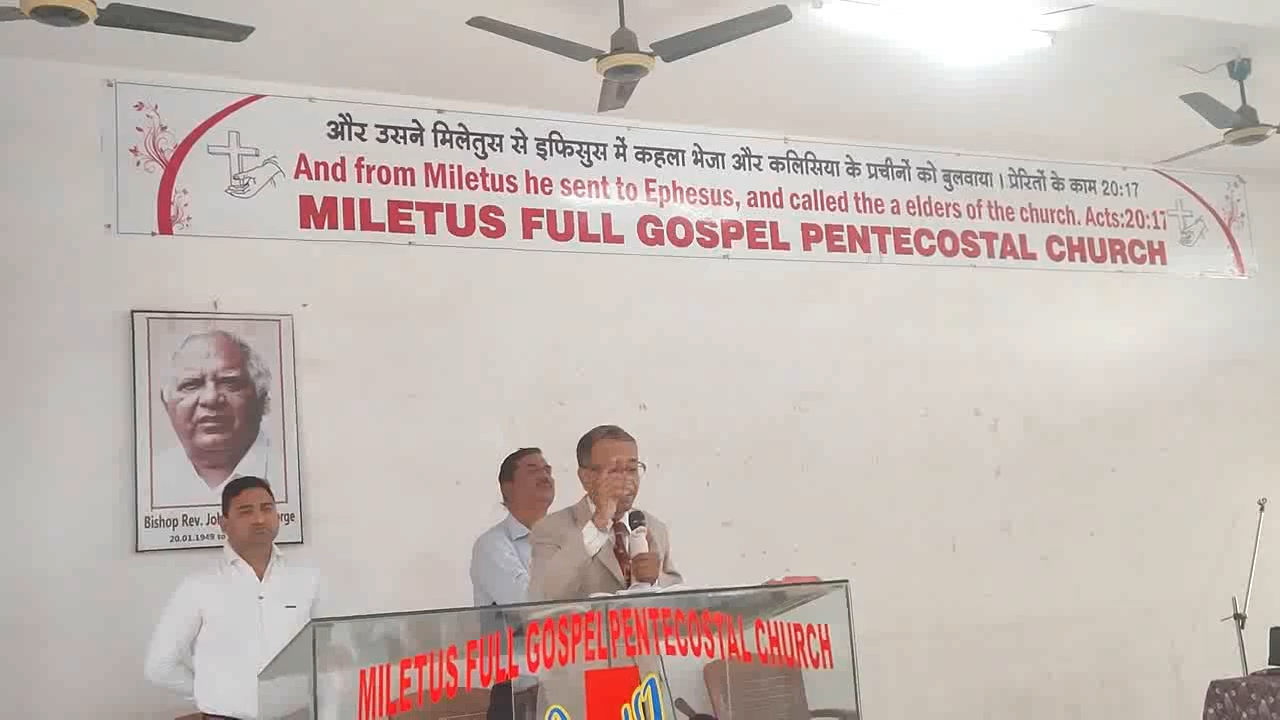 और उसने मिलेतुस से इफिसुस में कहला भेजा और कलिसिया के प्रचीनों को बुलवाया । प्रेरितों के काम 20:17
And from Miletus he sent to Ephesus, and called the a elders of the church. Acts:20:17
MILETUS FULL GOSPEL PENTECOSTAL CHURCH
Bishop Rev.
20.01.1949 to
MILETUS FULL GOSPEL PENTECOSTAL CHURCH